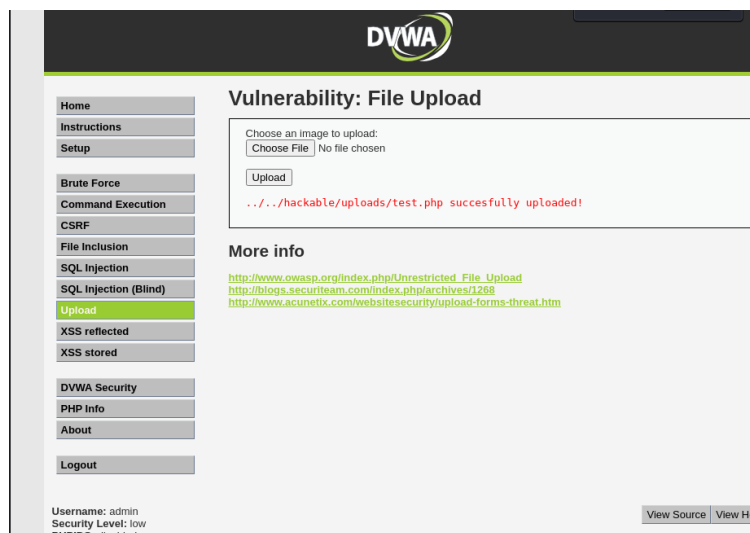 DVWA
Vulnerability: File Upload
Home
Instructions
Setup
Brute Force
Command Execution
CSRF
File Inclusion
SQL Injection
SQL Injection (Blind)
Upload
XSS reflected
XSS stored
DVWA Security
PHP Info
About
Logout
Choose an image to upload:
Choose File No file chosen
Upload
../../hackable/uploads/test.php succesfully uploaded!
More info
http://www.owasp.org/index.php/Unrestricted_File_Upload
http://blogs.securiteam.com/index.php/archives/1268
http://www.acunetix.com/websitesecurity/upload-forms-threat.htm
Username: admin
Security Level: low
View Source View